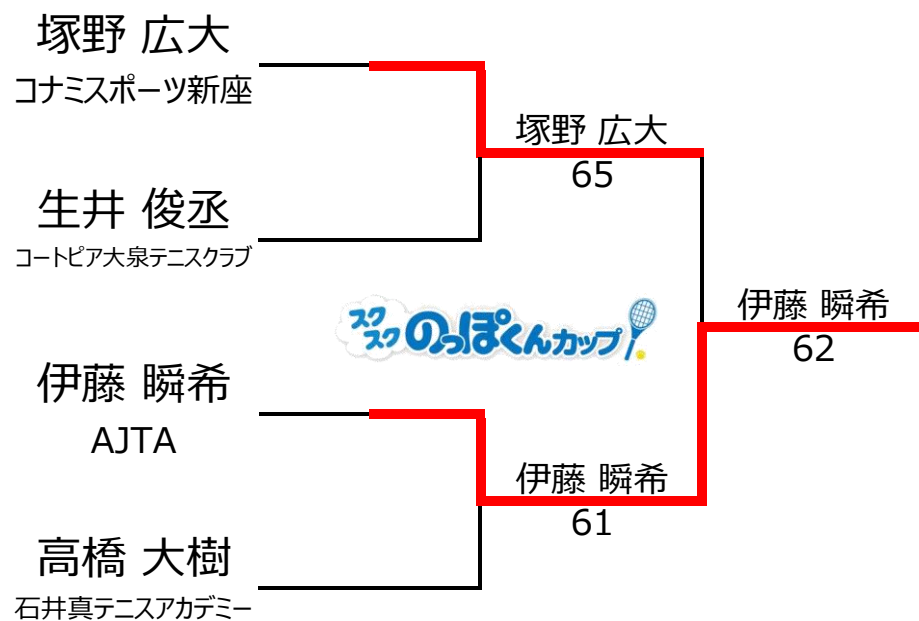 塚野 広大
コナミスポーツ新座
塚野 広大
65
生井 俊丞
コートピア大泉テニスクラブ
スクスク のっぽくんカップ
伊藤 瞬希
62
伊藤 瞬希
AJTA
伊藤 瞬希
61
高橋 大樹
石井真テニスアカデミー